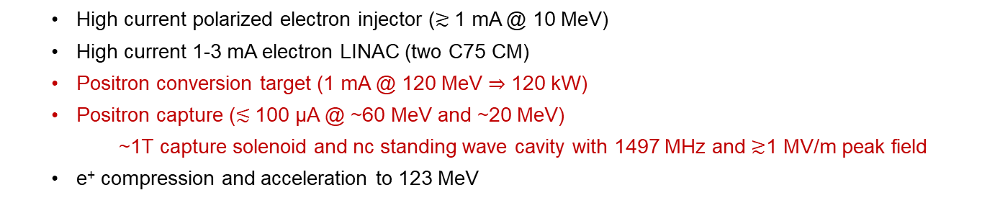 • High current polarized electron injector (≳ 1 mA @ 10 MeV)
• High current 1-3 mA electron LINAC (two C75 CM)
• Positron conversion target (1 mA @ 120 MeV ⇒ 120 kW)
• Positron capture (≲ 100 µA @ ~60 MeV and ~20 MeV)
~1T capture solenoid and nc standing wave cavity with 1497 MHz and ≳1 MV/m peak field
• e⁺ compression and acceleration to 123 MeV